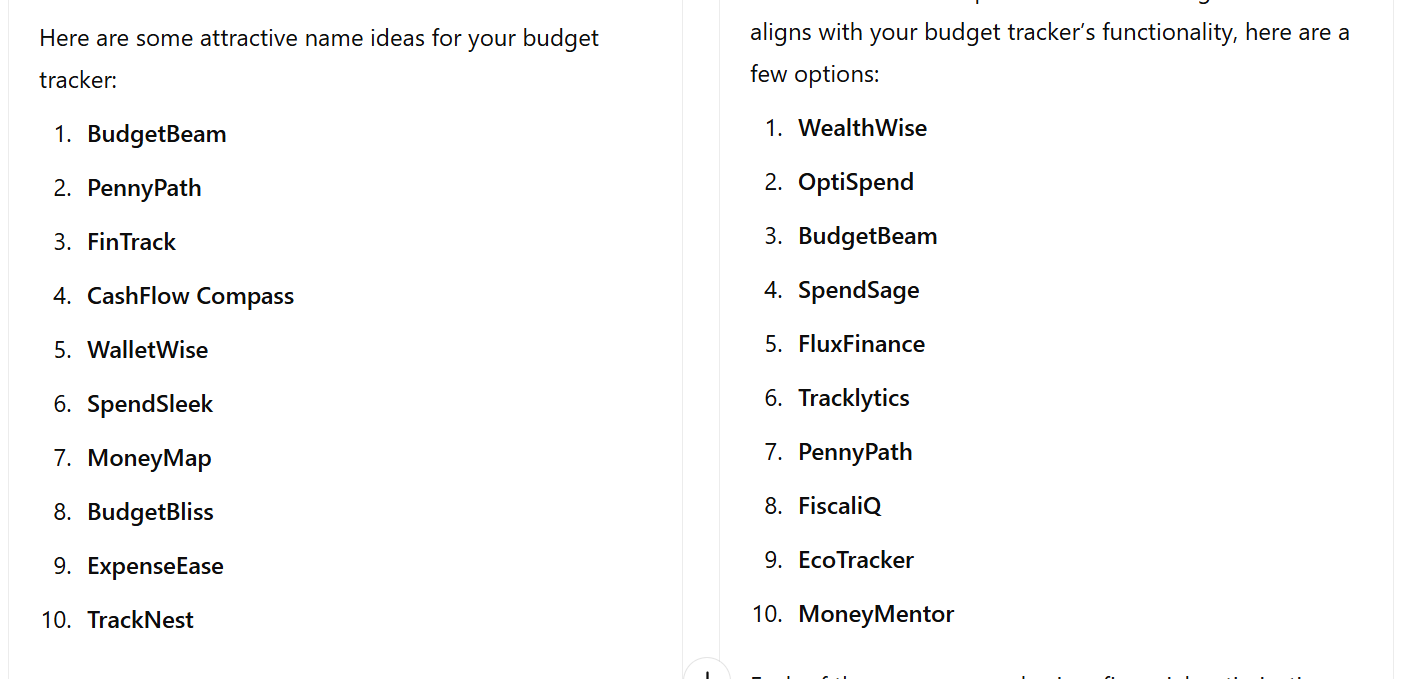 Here are some attractive name ideas for your budget
tracker:
1. BudgetBeam
2. PennyPath
3. FinTrack
4. CashFlow Compass
5. WalletWise
6. SpendSleek
7. MoneyMap
8. BudgetBliss
9. ExpenseEase
10. TrackNest
aligns with your budget tracker’s functionality, here are a
few options:
1. WealthWise
2. OptiSpend
3. BudgetBeam
4. SpendSage
5. FluxFinance
6. Tracklytics
7. PennyPath
8. FiscaliQ
9. EcoTracker
10. MoneyMentor